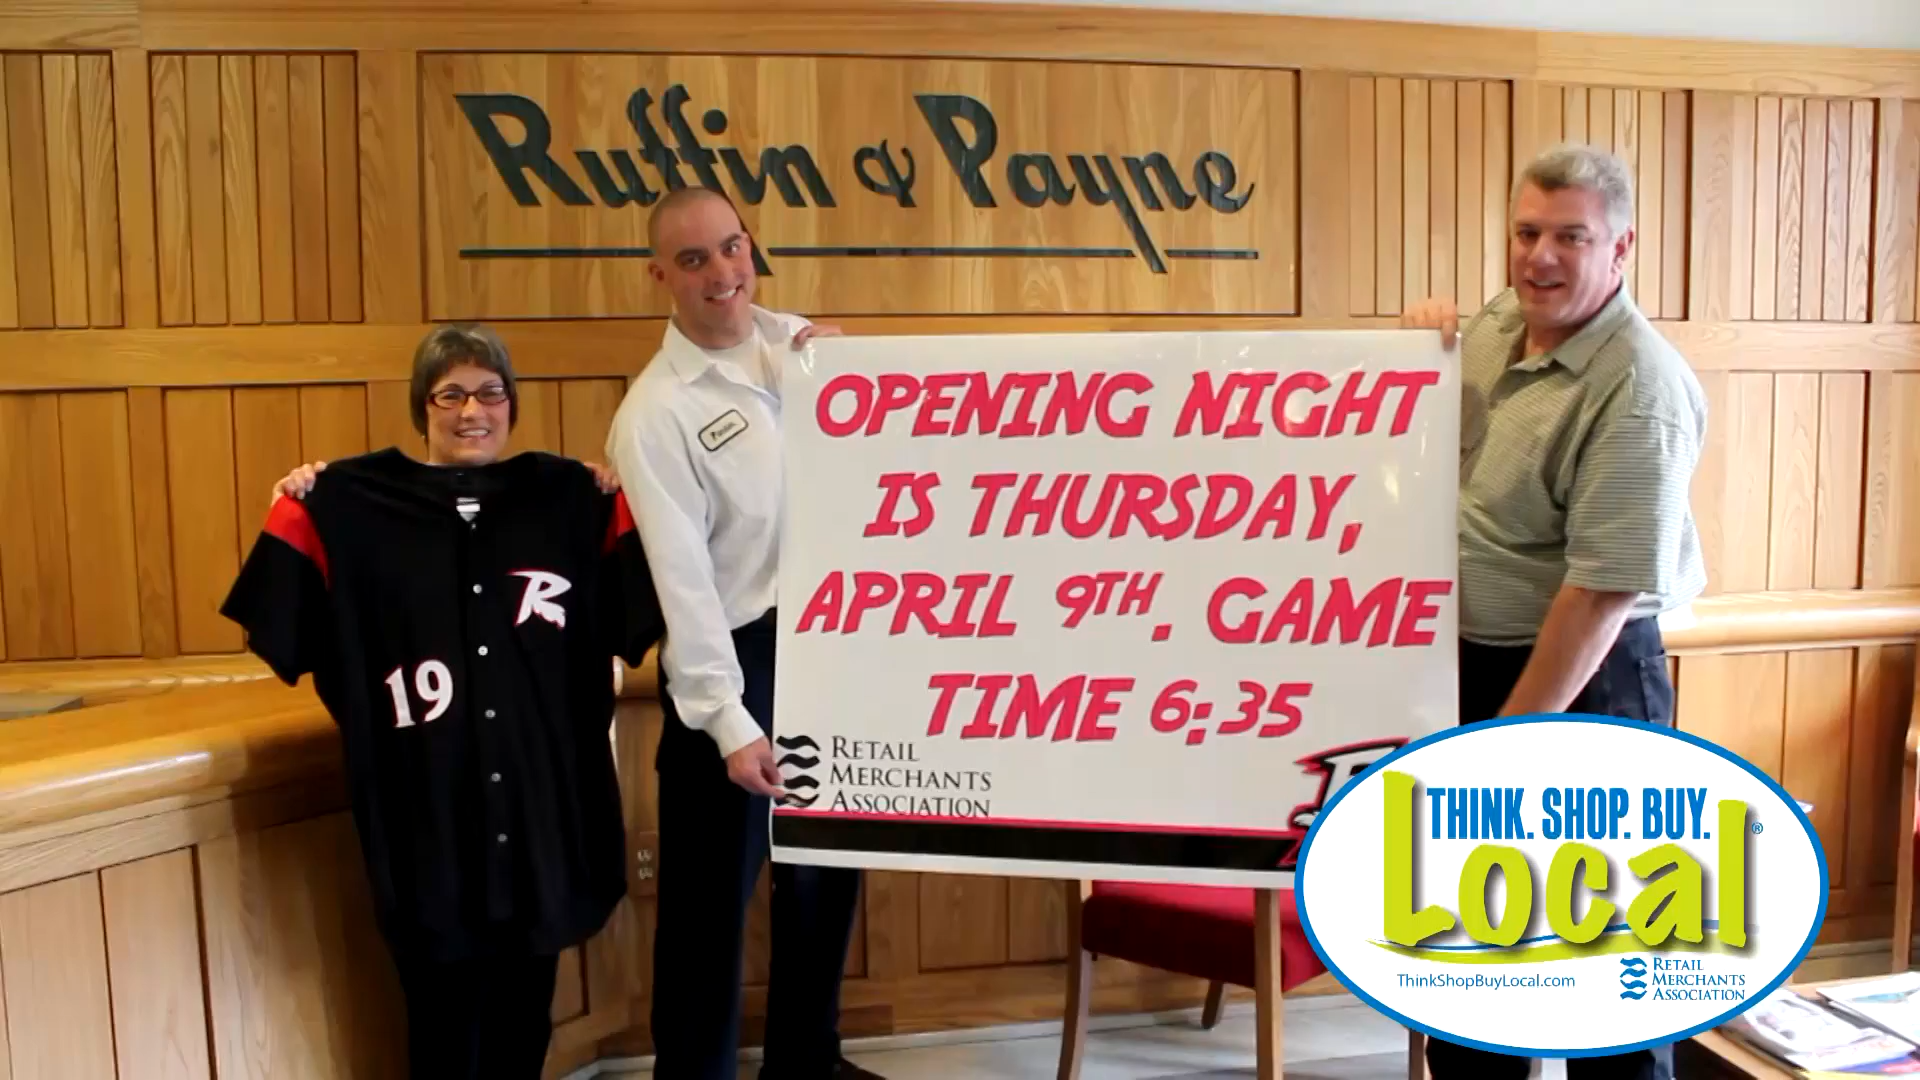 Ruffin & Payne
OPENING NIGHT
IS THURSDAY,
APRIL 9TH. GAME
TIME 6:35
RETAIL
MERCHANTS
ASSOCIATION
R
19
THINK. SHOP. BUY.
Local®
ThinkShopBuyLocal.com
RETAIL
MERCHANTS
ASSOCIATION